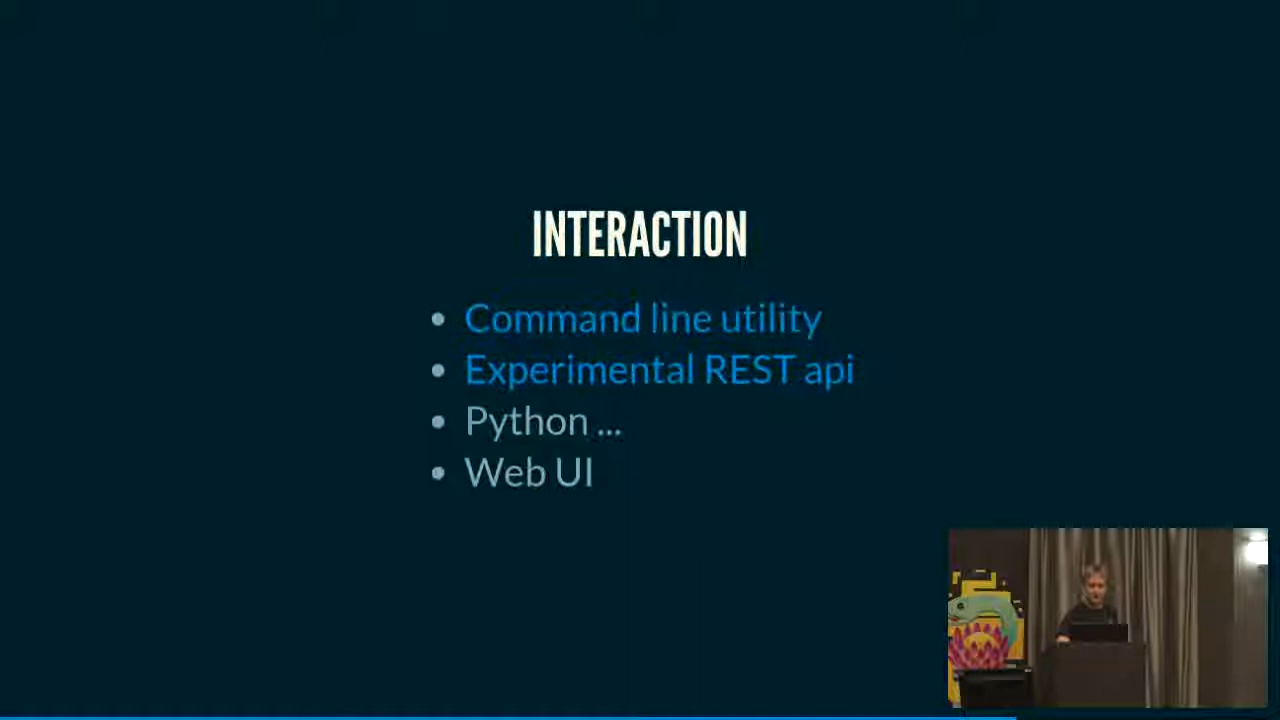 INTERACTION
Command line utility
Experimental REST api
Python ...
Web UI